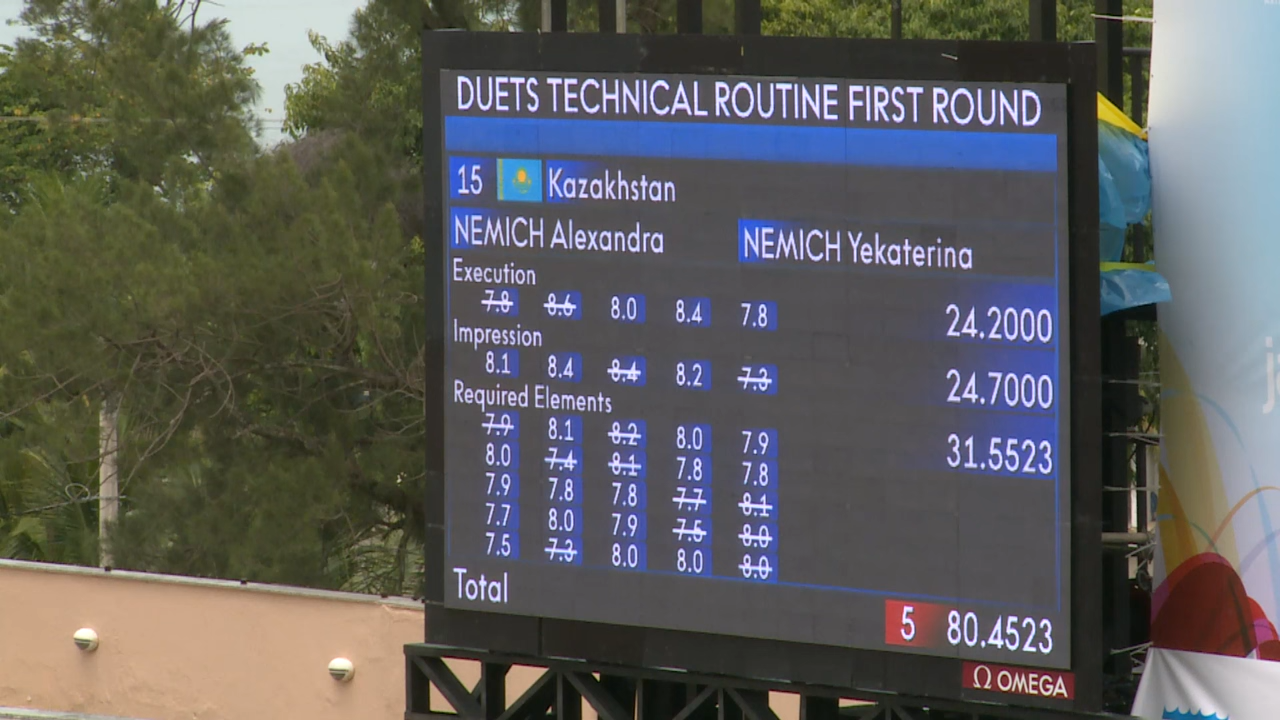 DUETS TECHNICAL ROUTINE FIRST ROUND
15 Kazakhstan
NEMICH Alexandra NEMICH Yekaterina
Execution
7.8 8.6 8.0 8.4 7.8 24.2000
Impression
8.1 8.4 8.4 8.2 7.3 24.7000
Required Elements
7.9 8.1 8.2 8.0 7.9 31.5523
8.0 7.4 8.1 7.8 7.8
7.9 7.8 7.8 7.7 8.1
7.7 8.0 7.9 7.5 8.0
7.5 7.3 8.0 8.0 8.0
Total
5 80.4523
Ω OMEGA